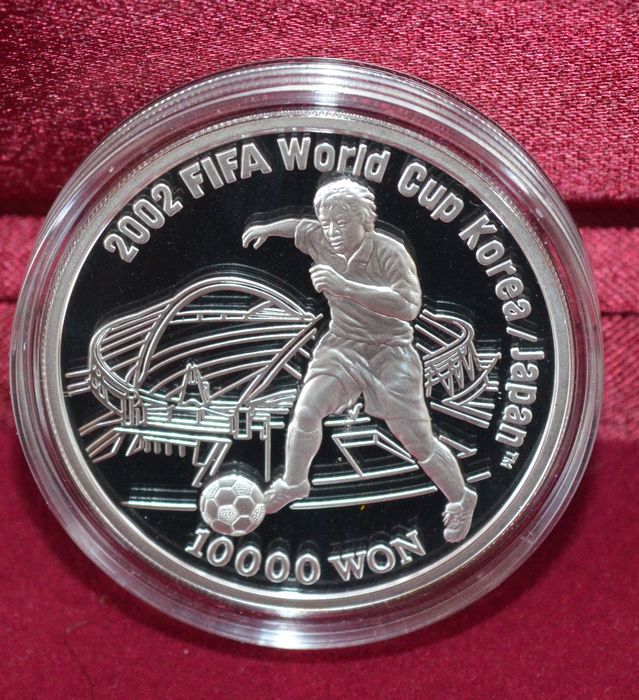 2002 FIFA World Cup Korea/Japan™
10000 WON